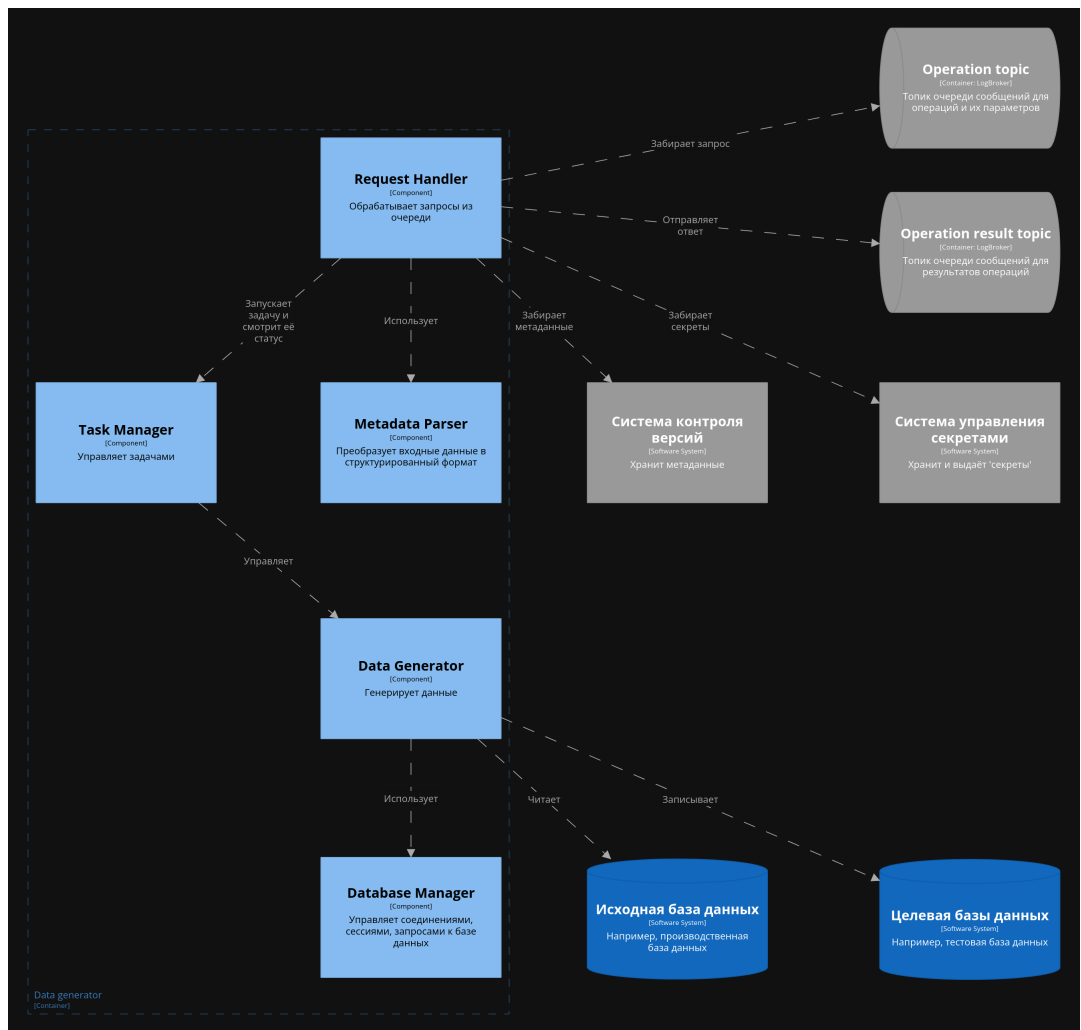 Operation topic
[Container: LogBroker]
Топик очереди сообщений для
операций и их параметров
Забирает запрос
Request Handler
[Component]
Обрабатывает запросы из
очереди
Отправляет
ответ
Operation result topic
[Container: LogBroker]
Топик очереди сообщений для
результатов операций
Запускает
задачу и
смотрит её
статус
Использует
Забирает
метаданные
Забирает
секреты
Task Manager
[Component]
Управляет задачами
Metadata Parser
[Component]
Преобразует входные данные в
структурированный формат
Система контроля
версий
[Software System]
Хранит метаданные
Система управления
секретами
[Software System]
Хранит и выдаёт 'секреты'
Управляет
Data Generator
[Component]
Генерирует данные
Использует
Читает
Записывает
Database Manager
[Component]
Управляет соединениями,
сессиями, запросами к базе
данных
Исходная база данных
[Software System]
Например, производственная
база данных
Целевая базы данных
[Software System]
Например, тестовая база данных
Data generator
[Container]